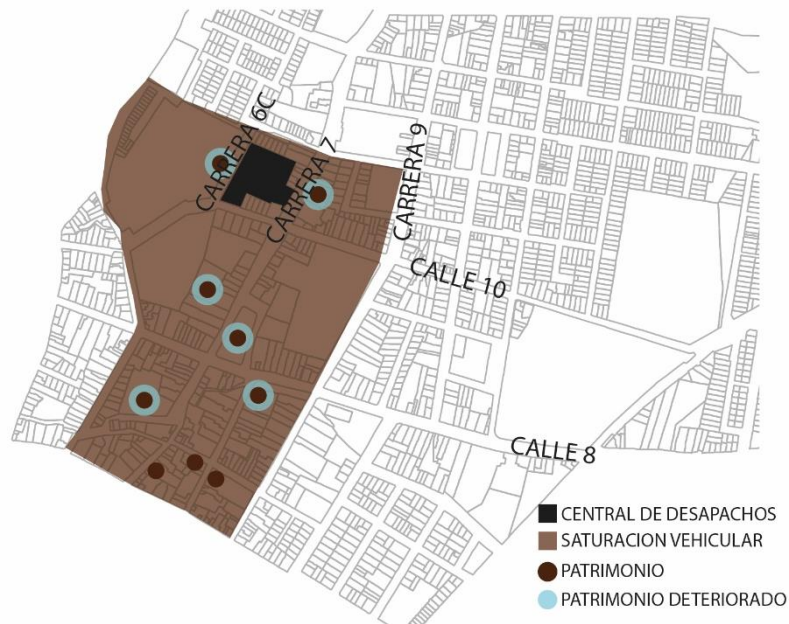 CARRERA 6C
CARRERA 7
CARRERA 9
CALLE 10
CALLE 8
CENTRAL DE DESAPACHOS
SATURACION VEHICULAR
PATRIMONIO
PATRIMONIO DETERIORADO